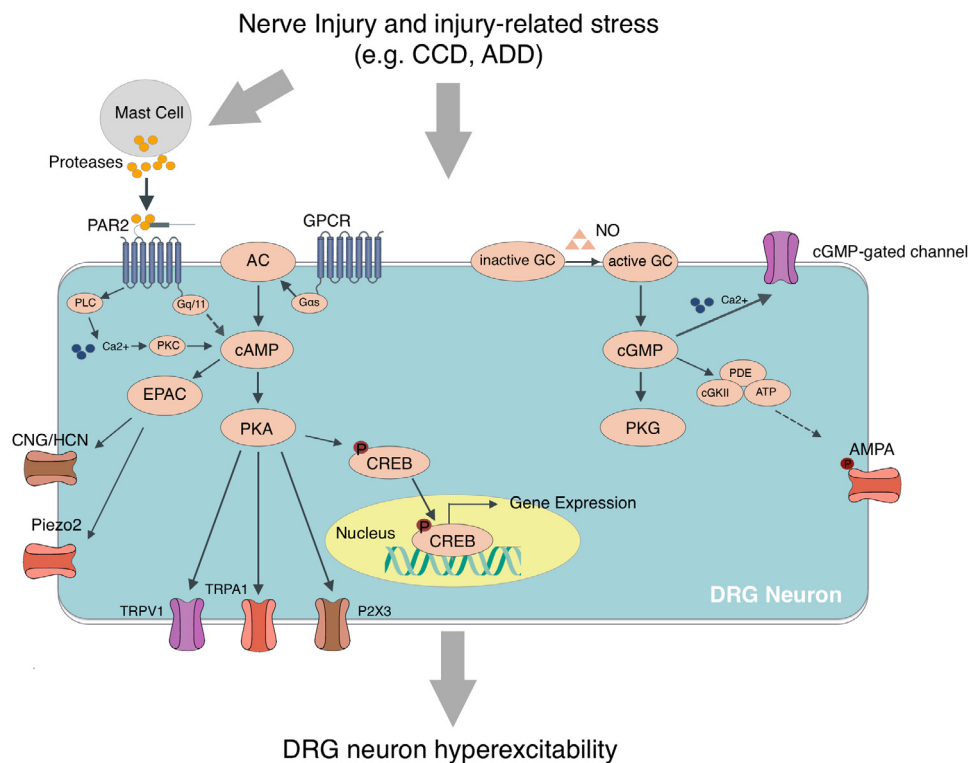 Nerve Injury and injury-related stress
(e.g. CCD, ADD)
Mast Cell
Proteases
PAR2
GPCR
NO
AC
inactive GC
active GC
cGMP-gated channel
PLC
Gq/11
Gαs
Ca2+
Ca2+
PKC
cAMP
cGMP
EPAC
PDE
cGKII
ATP
PKA
PKG
CNG/HCN
P
CREB
P
AMPA
Gene Expression
Piezo2
Nucleus
P
CREB
TRPV1
TRPA1
P2X3
DRG Neuron
DRG neuron hyperexcitability